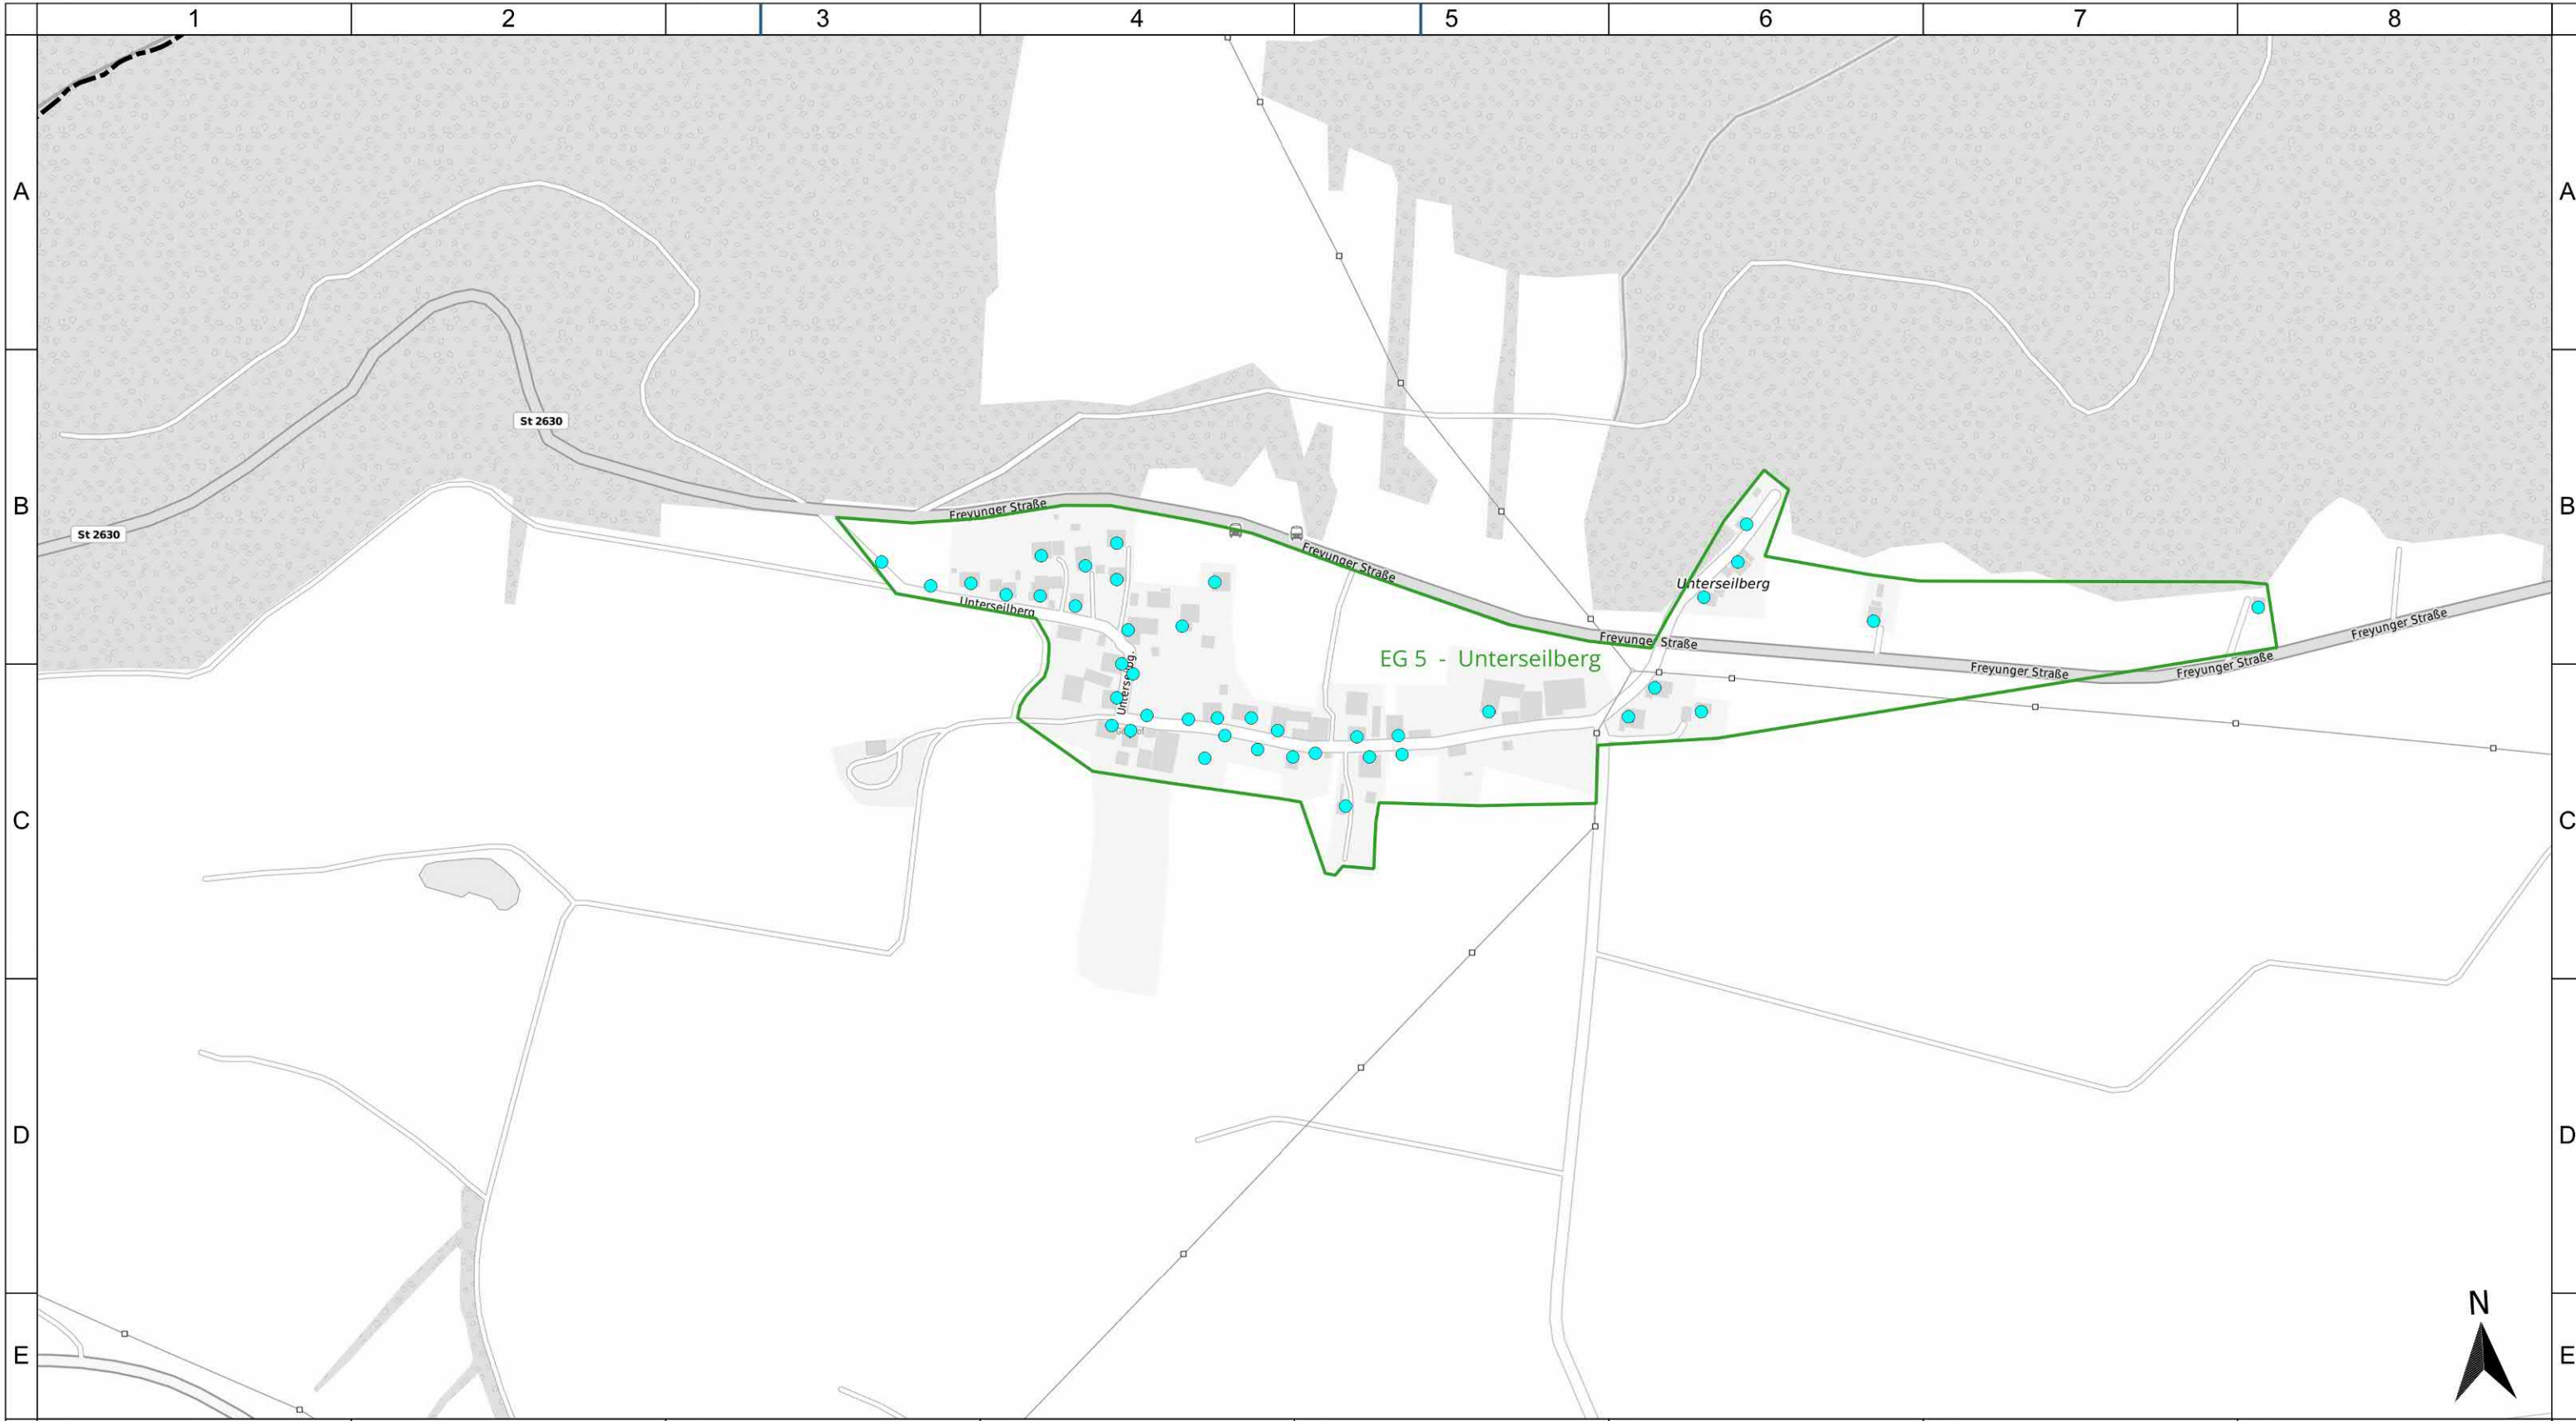 1 2 3 4 5 6 7 8
A A
St 2630
B B
Freyunger Straße
St 2630
Freyunger Straße
Unterseilberg
Unterseilberg
Freyunger Straße
Freyunger Straße
EG 5 - Unterseilberg
Freyunger Straße
Freyunger Straße
C C
D D
N
E E